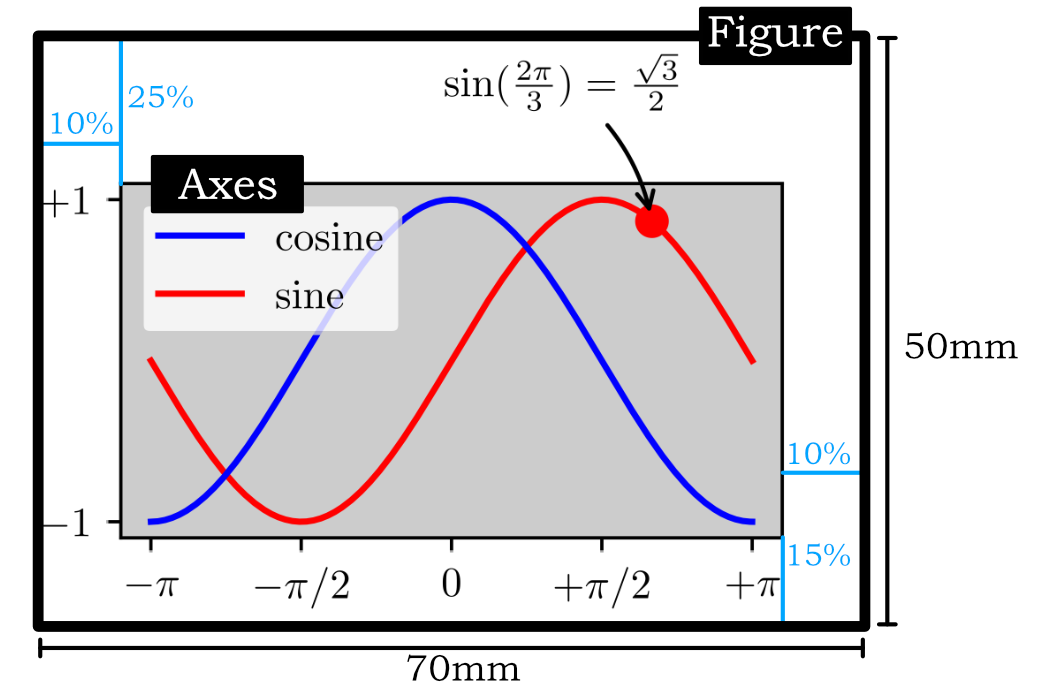 Figure
sin(2π/3) = √3/2
25%
10%
Axes
+1
cosine
sine
50mm
10%
−1
15%
−π −π/2 0 +π/2 +π
70mm